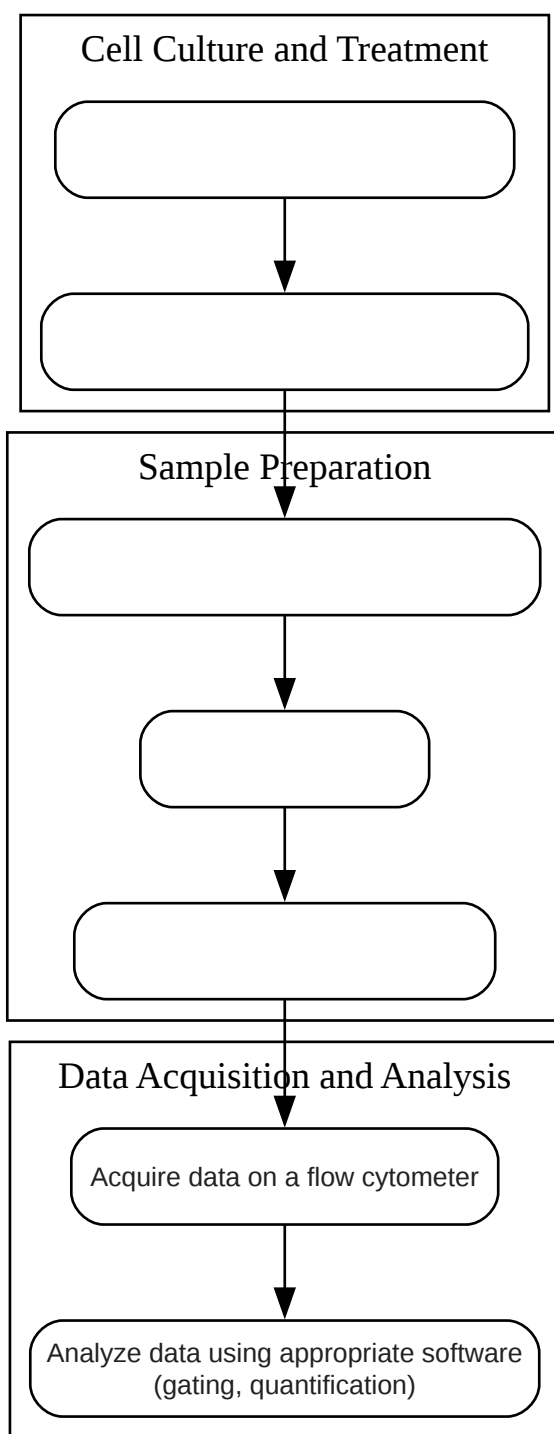 Cell Culture and Treatment
Sample Preparation
Data Acquisition and Analysis
Acquire data on a flow cytometer
Analyze data using appropriate software
(gating, quantification)